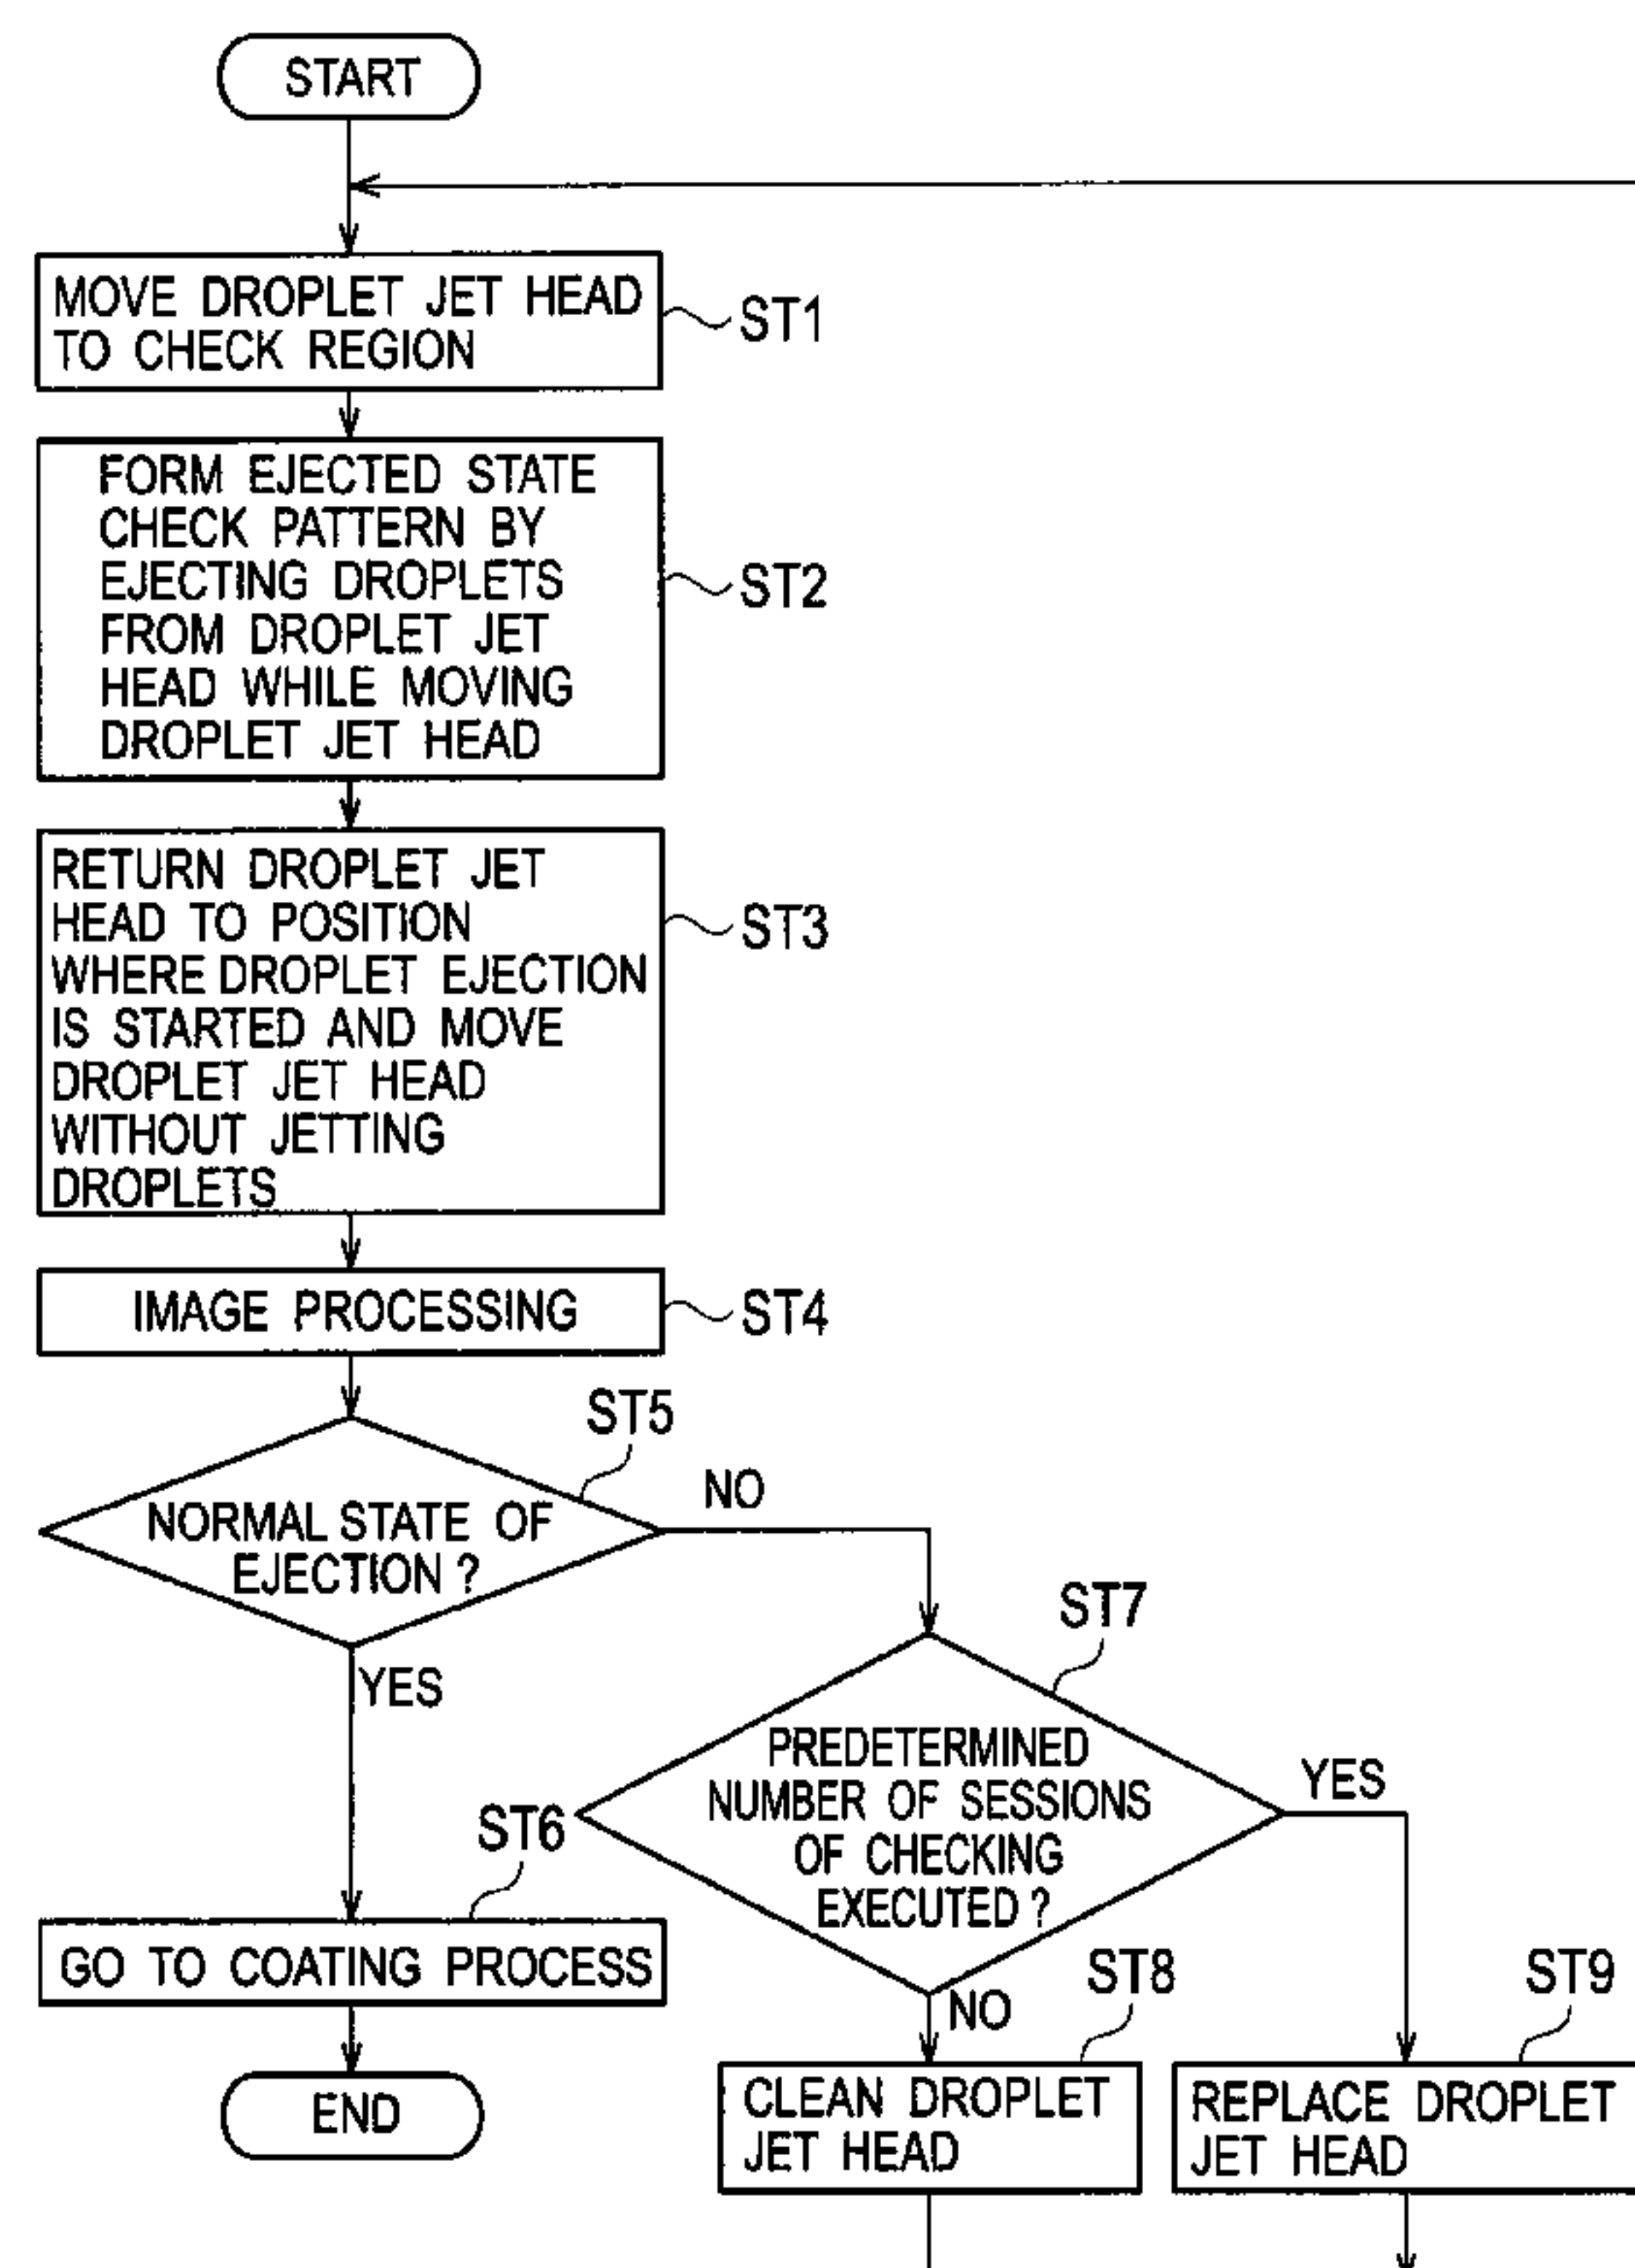 START
MOVE DROPLET JET HEAD
TO CHECK REGION
ST1
FORM EJECTED STATE
CHECK PATTERN BY
EJECTING DROPLETS
FROM DROPLET JET
HEAD WHILE MOVING
DROPLET JET HEAD
ST2
RETURN DROPLET JET
HEAD TO POSITION
WHERE DROPLET EJECTION
IS STARTED AND MOVE
DROPLET JET HEAD
WITHOUT JETTING
DROPLETS
ST3
IMAGE PROCESSING
ST4
ST5
NORMAL STATE OF
EJECTION ?
NO
YES
ST7
PREDETERMINED
NUMBER OF SESSIONS
OF CHECKING
EXECUTED ?
YES
NO
ST6
GO TO COATING PROCESS
END
ST8
CLEAN DROPLET
JET HEAD
ST9
REPLACE DROPLET
JET HEAD